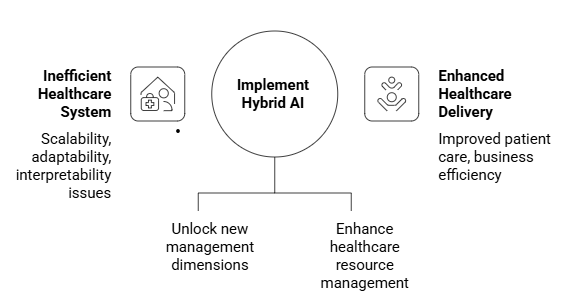 Inefficient
Healthcare
System
Scalability,
adaptability,
interpretability
issues
Implement
Hybrid AI
Enhanced
Healthcare
Delivery
Improved patient
care, business
efficiency
Unlock new
management
dimensions
Enhance
healthcare
resource
management